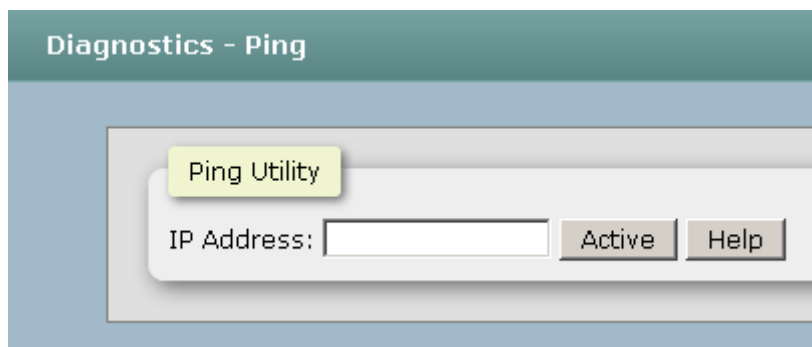 Diagnostics - Ping
Ping Utility
IP Address: Active Help